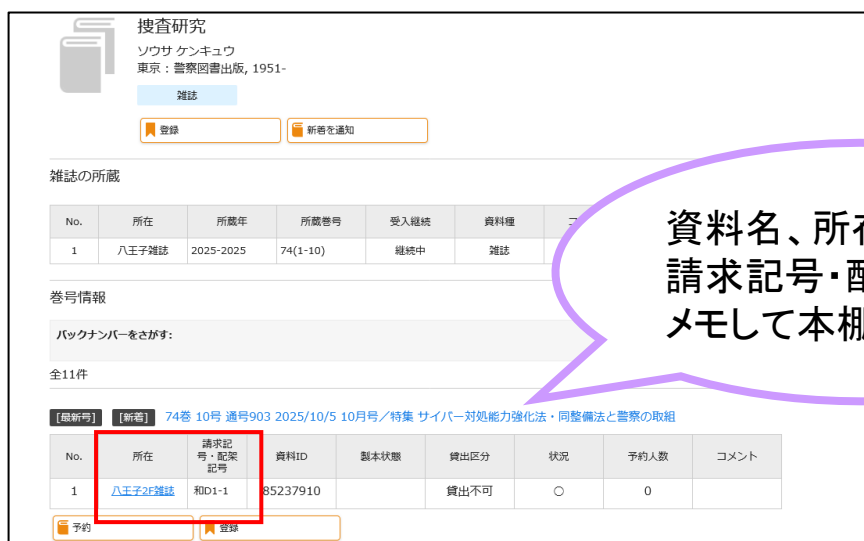 捜査研究
ソウサ ケンキュウ
東京 : 警察図書出版, 1951-
雑誌
登録 新着を通知
雑誌の所蔵
No. 所在 所蔵年 所蔵巻号 受入継続 資料種
1 八王子雑誌 2025-2025 74(1-10) 継続中 雑誌
資料名、所在
請求記号・配
メモして本棚
巻号情報
バックナンバーをさがす:
全11件
[最新号] [新着] 74巻 10号 通号903 2025/10/5 10月号／特集 サイバー対処能力強化法・同整備法と警察の取組
No. 所在 請求記号・配架記号 資料ID 製本状態 貸出区分 状況 予約人数 コメント
1 八王子2F雑誌 和D1-1 85237910 貸出不可 ○ 0
予約 登録